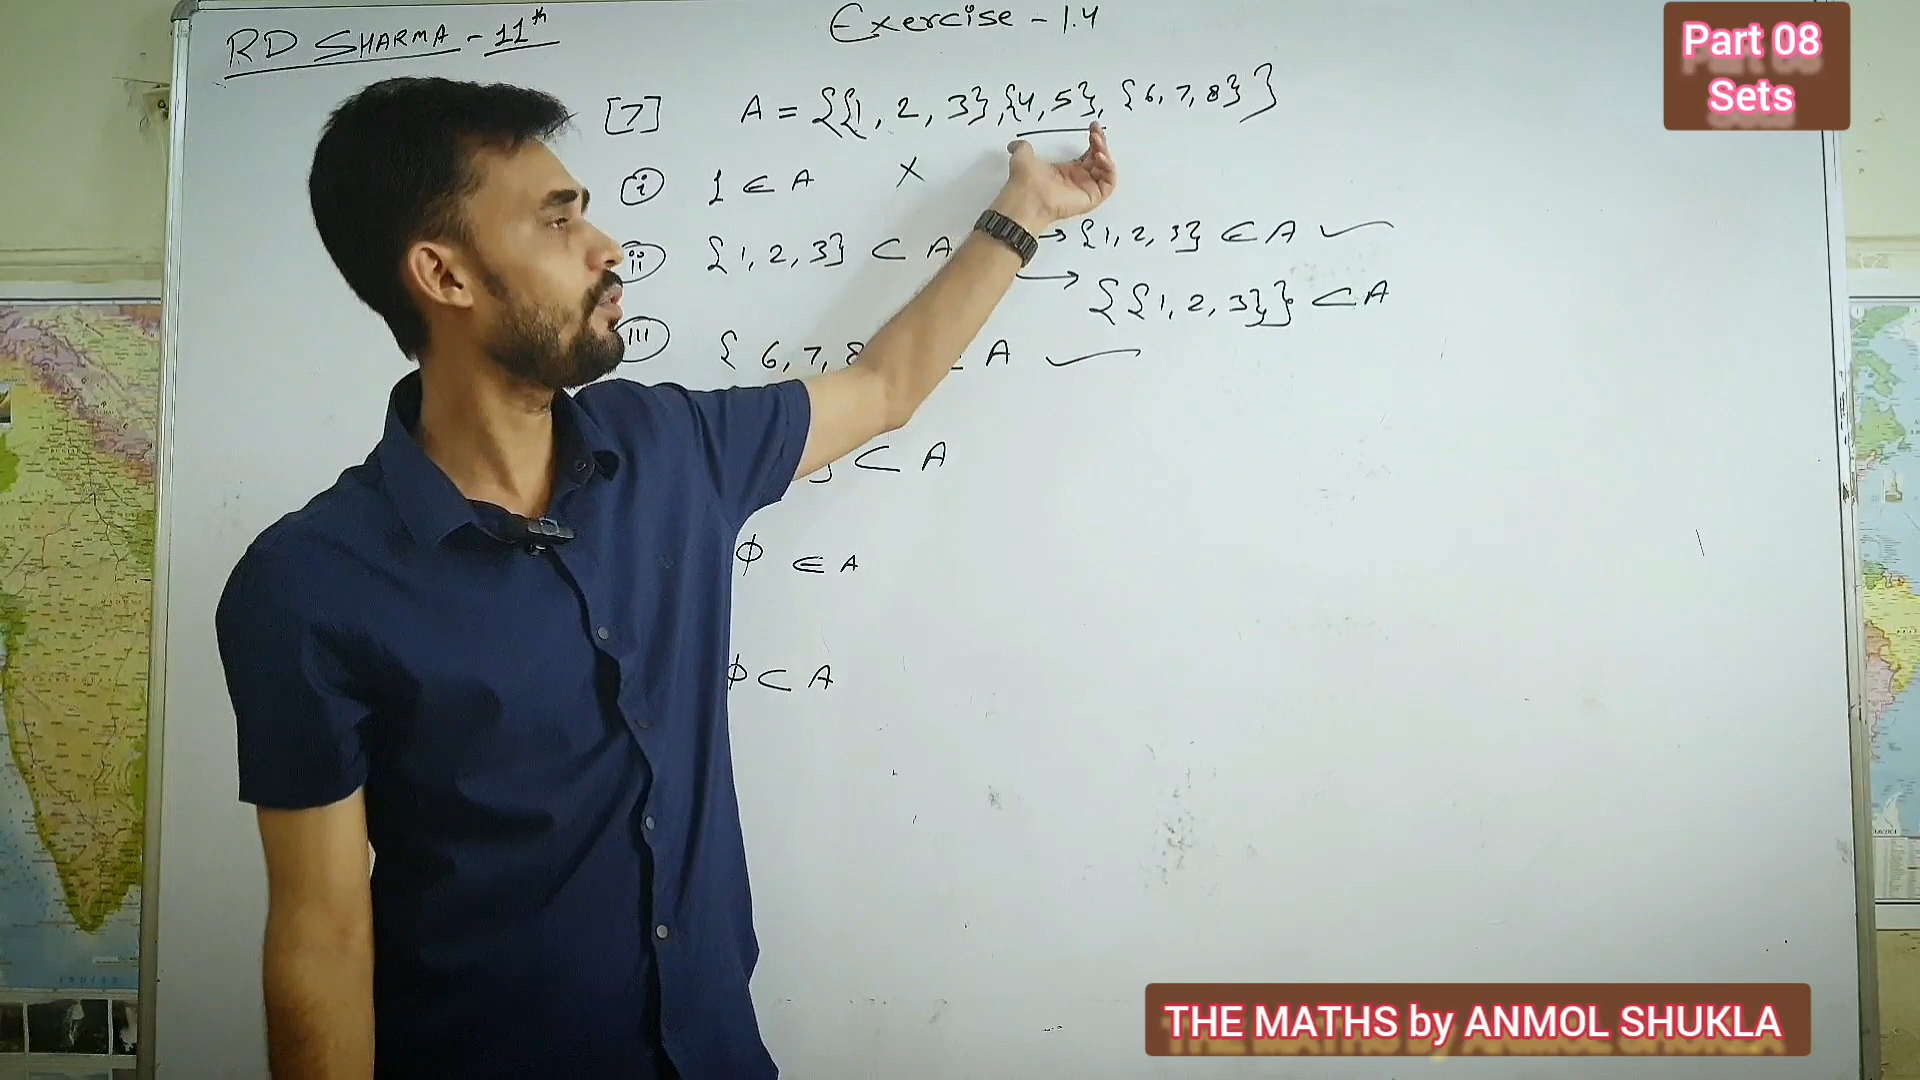 RD SHARMA - 11th
Exercise - 1.4
Part 08
Sets
[7] A = {{1, 2, 3},{4,5}, {6,7,8}}
(i) 1 ∈ A ×
(ii) {1, 2, 3} ⊂ A → {1, 2, 3} ∈ A ✓
→ {{1, 2, 3}} ⊂ A
(iii) {6, 7, 8 A ✓
} ⊂ A
ϕ ∈ A
ϕ ⊂ A
THE MATHS by ANMOL SHUKLA